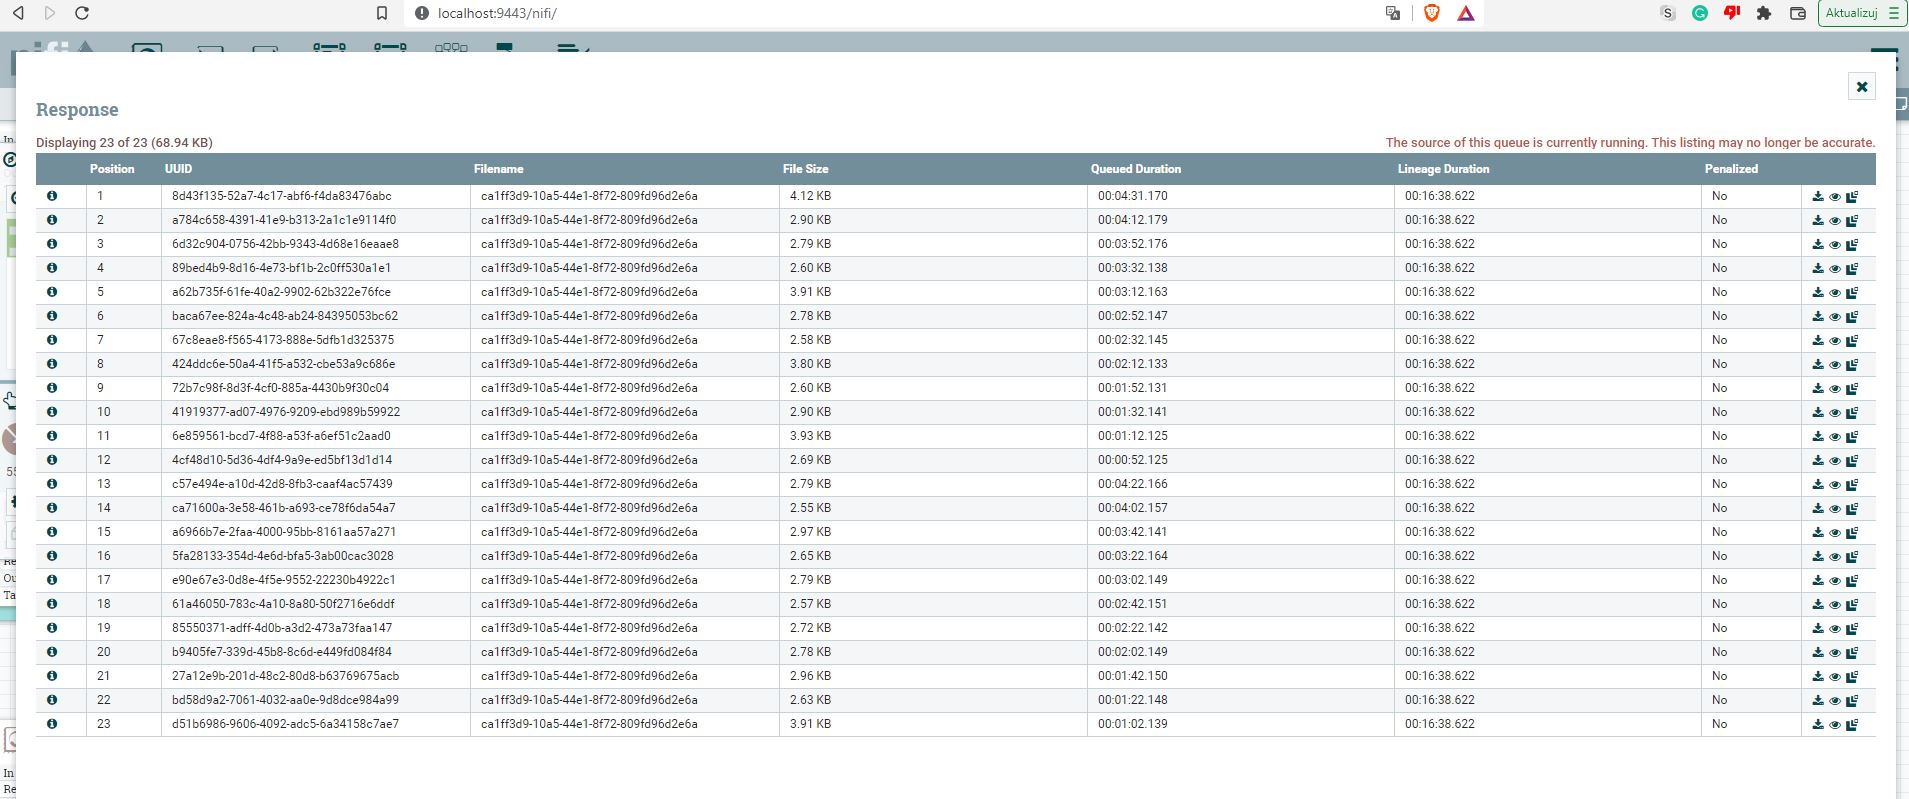 localhost:9443/nifi/
Aktualizuj
Response
Displaying 23 of 23 (68.94 KB)
The source of this queue is currently running. This listing may no longer be accurate.
Position UUID Filename File Size Queued Duration Lineage Duration Penalized
1 8d43f135-52a7-4c17-abf6-f4da83476abc ca1ff3d9-10a5-44e1-8f72-809fd96d2e6a 4.12 KB 00:04:31.170 00:16:38.622 No
2 a784c658-4391-41e9-b313-2a1c1e9114f0 ca1ff3d9-10a5-44e1-8f72-809fd96d2e6a 2.90 KB 00:04:12.179 00:16:38.622 No
3 6d32c904-0756-42bb-9343-4d68e16eaae8 ca1ff3d9-10a5-44e1-8f72-809fd96d2e6a 2.79 KB 00:03:52.176 00:16:38.622 No
4 89bed4b9-8d16-4e73-bf1b-2c0ff530a1e1 ca1ff3d9-10a5-44e1-8f72-809fd96d2e6a 2.60 KB 00:03:32.138 00:16:38.622 No
5 a62b735f-61fe-40a2-9902-62b322e76fce ca1ff3d9-10a5-44e1-8f72-809fd96d2e6a 3.91 KB 00:03:12.163 00:16:38.622 No
6 baca67ee-824a-4c48-ab24-84395053bc62 ca1ff3d9-10a5-44e1-8f72-809fd96d2e6a 2.78 KB 00:02:52.147 00:16:38.622 No
7 67c8eae8-f565-4173-888e-5dfb1d325375 ca1ff3d9-10a5-44e1-8f72-809fd96d2e6a 2.58 KB 00:02:32.145 00:16:38.622 No
8 424ddc6e-50a4-41f5-a532-cbe53a9c686e ca1ff3d9-10a5-44e1-8f72-809fd96d2e6a 3.80 KB 00:02:12.133 00:16:38.622 No
9 72b7c98f-8d3f-4cf0-885a-4430b9f30c04 ca1ff3d9-10a5-44e1-8f72-809fd96d2e6a 2.60 KB 00:01:52.131 00:16:38.622 No
10 41919377-ad07-4976-9209-ebd989b59922 ca1ff3d9-10a5-44e1-8f72-809fd96d2e6a 2.90 KB 00:01:32.141 00:16:38.622 No
11 6e859561-bcd7-4f88-a53f-a6ef51c2aad0 ca1ff3d9-10a5-44e1-8f72-809fd96d2e6a 3.93 KB 00:01:12.125 00:16:38.622 No
12 4cf48d10-5d36-4df4-9a9e-ed5bf13d1d14 ca1ff3d9-10a5-44e1-8f72-809fd96d2e6a 2.69 KB 00:00:52.125 00:16:38.622 No
13 c57e494e-a10d-42d8-8fb3-caaf4ac57439 ca1ff3d9-10a5-44e1-8f72-809fd96d2e6a 2.79 KB 00:04:22.166 00:16:38.622 No
14 ca71600a-3e58-461b-a693-ce78f6da54a7 ca1ff3d9-10a5-44e1-8f72-809fd96d2e6a 2.55 KB 00:04:02.157 00:16:38.622 No
15 a6966b7e-2faa-4000-95bb-8161aa57a271 ca1ff3d9-10a5-44e1-8f72-809fd96d2e6a 2.97 KB 00:03:42.141 00:16:38.622 No
16 5fa28133-354d-4e6d-bfa5-3ab00cac3028 ca1ff3d9-10a5-44e1-8f72-809fd96d2e6a 2.65 KB 00:03:22.164 00:16:38.622 No
17 e90e67e3-0d8e-4f5e-9552-22230b4922c1 ca1ff3d9-10a5-44e1-8f72-809fd96d2e6a 2.79 KB 00:03:02.149 00:16:38.622 No
18 61a46050-783c-4a10-8a80-50f2716e6ddf ca1ff3d9-10a5-44e1-8f72-809fd96d2e6a 2.57 KB 00:02:42.151 00:16:38.622 No
19 85550371-adff-4d0b-a3d2-473a73faa147 ca1ff3d9-10a5-44e1-8f72-809fd96d2e6a 2.72 KB 00:02:22.142 00:16:38.622 No
20 b9405fe7-339d-45b8-8c6d-e449fd084f84 ca1ff3d9-10a5-44e1-8f72-809fd96d2e6a 2.78 KB 00:02:02.149 00:16:38.622 No
21 27a12e9b-201d-48c2-80d8-b63769675acb ca1ff3d9-10a5-44e1-8f72-809fd96d2e6a 2.96 KB 00:01:42.150 00:16:38.622 No
22 bd58d9a2-7061-4032-aa0e-9d8dce984a99 ca1ff3d9-10a5-44e1-8f72-809fd96d2e6a 2.63 KB 00:01:22.148 00:16:38.622 No
23 d51b6986-9606-4092-adc5-6a34158c7ae7 ca1ff3d9-10a5-44e1-8f72-809fd96d2e6a 3.91 KB 00:01:02.139 00:16:38.622 No